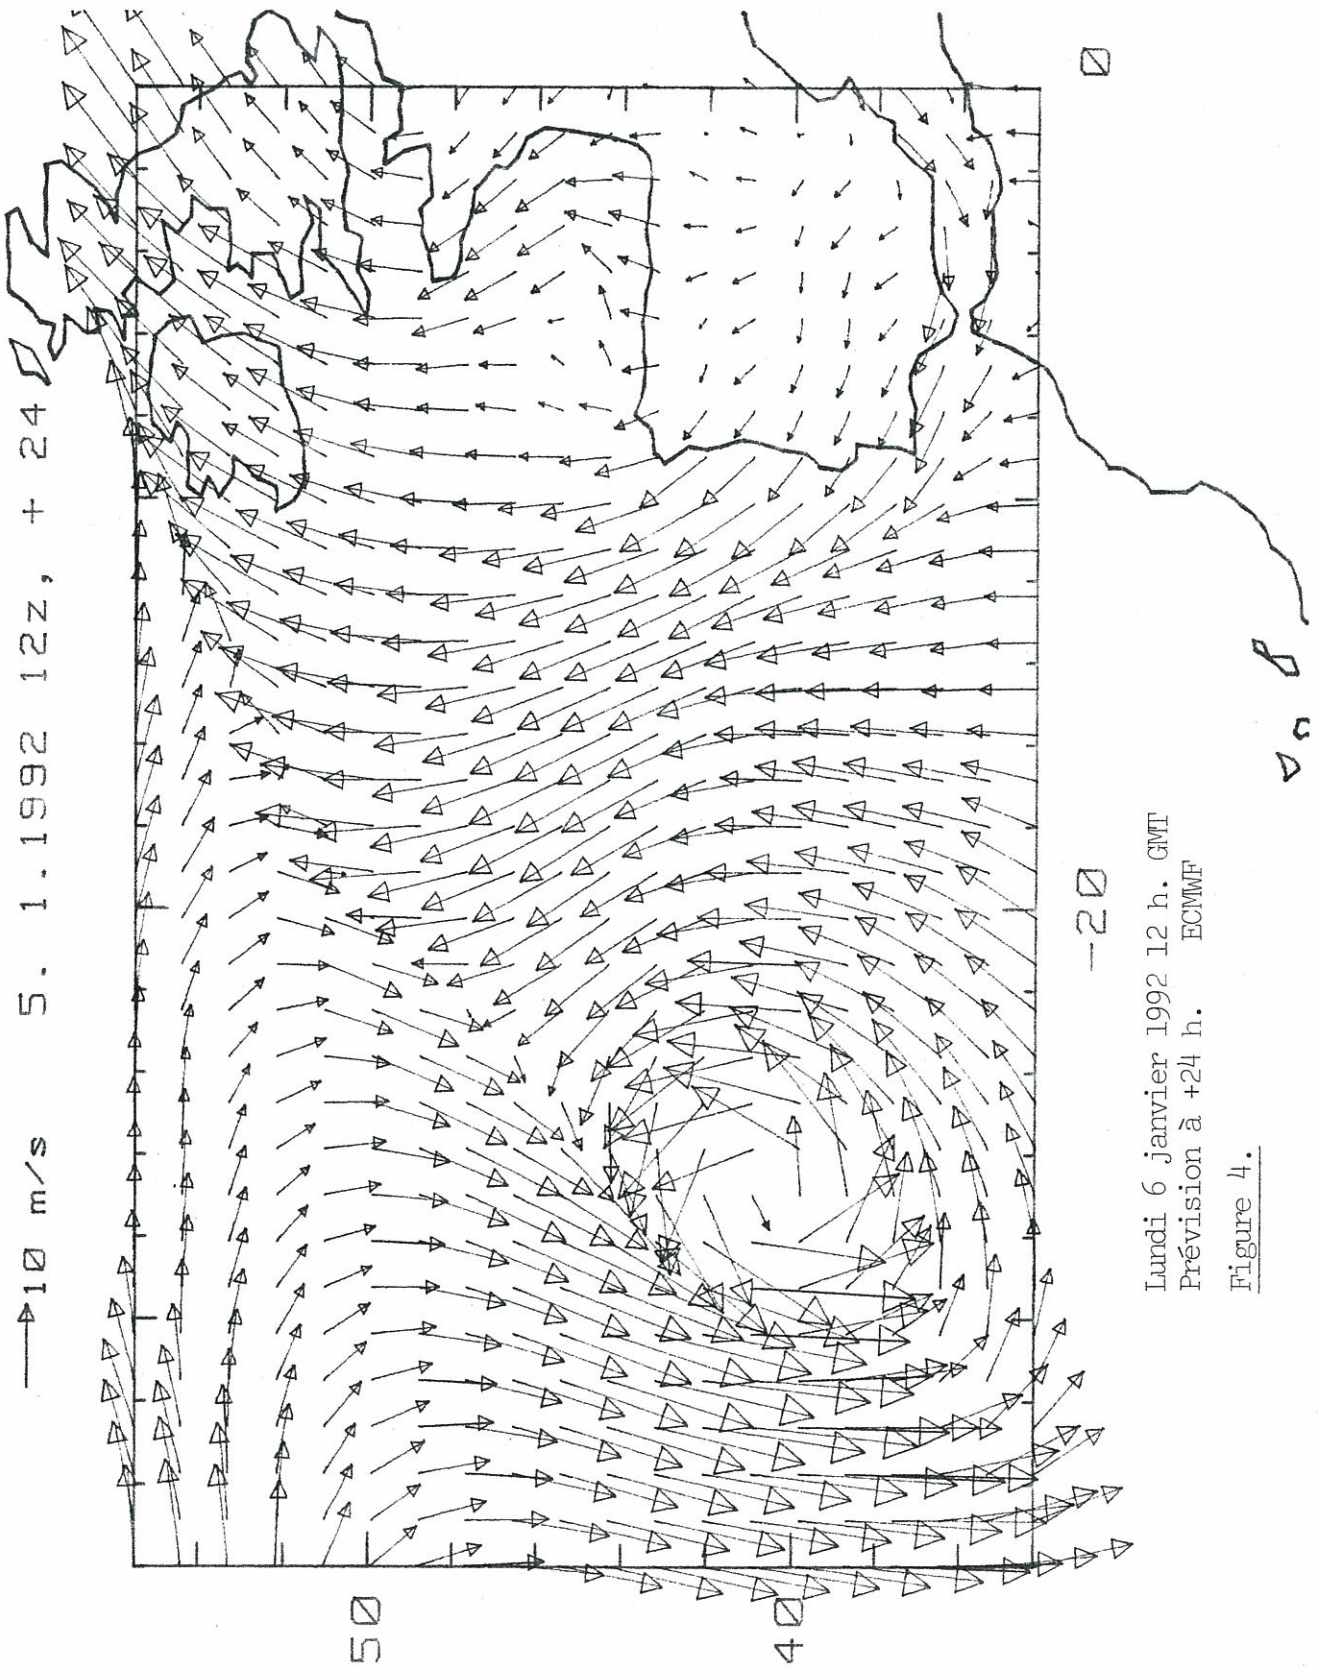 →10 m/s 5. 1.1992 12z, + 24
50
40
-20
0
Lundi 6 janvier 1992 12 h. GMT
Prévision à +24 h. ECMWF
Figure 4.